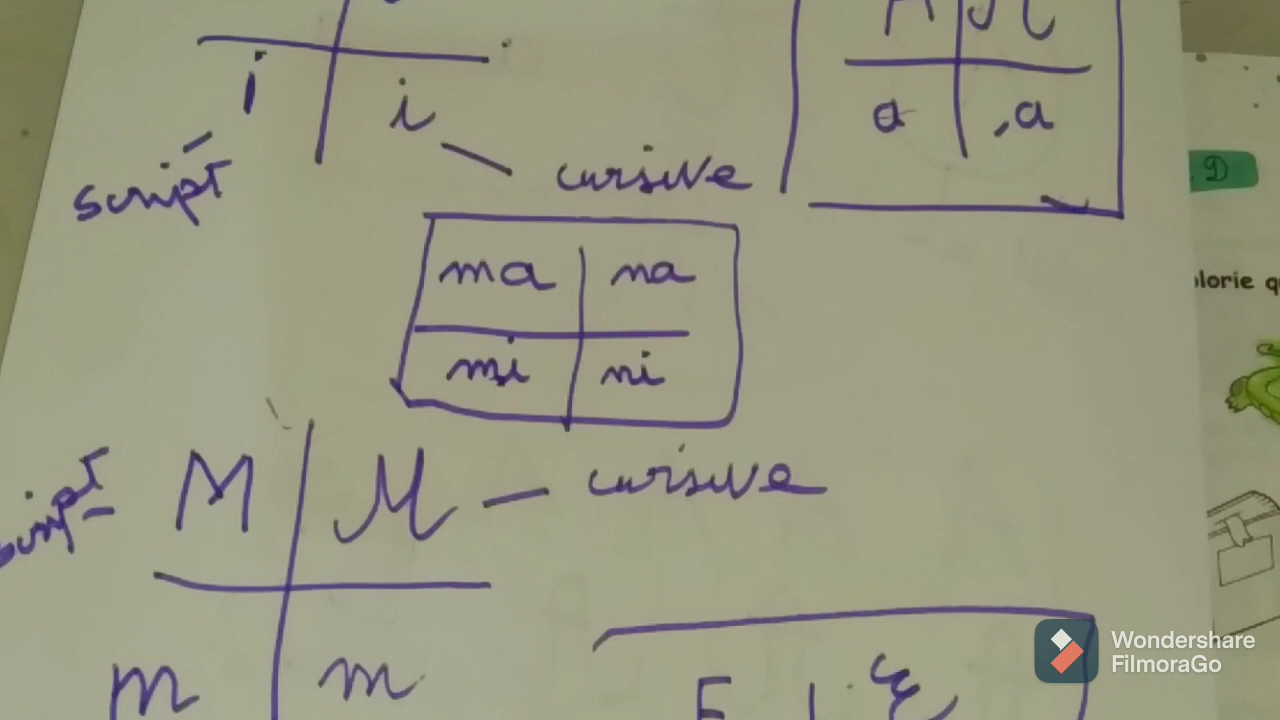 i i
script
cursive
a a
D
lorie q
ma na
mi ni
script M M cursive
m m
E E
Wondershare
FilmoraGo